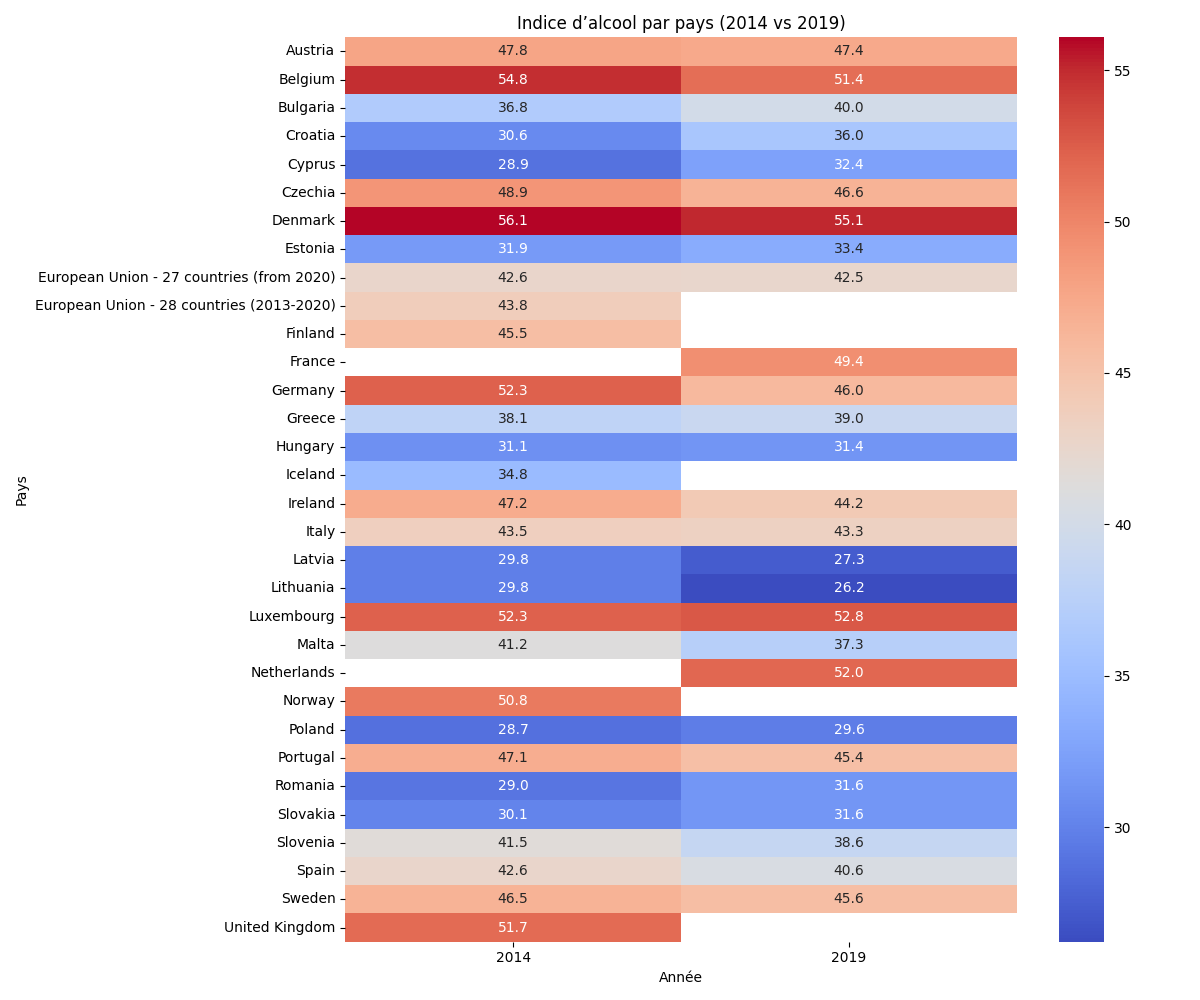 Indice d’alcool par pays (2014 vs 2019)
Austria 47.8 47.4
Belgium 54.8 51.4
Bulgaria 36.8 40.0
Croatia 30.6 36.0
Cyprus 28.9 32.4
Czechia 48.9 46.6
Denmark 56.1 55.1
Estonia 31.9 33.4
European Union - 27 countries (from 2020) 42.6 42.5
European Union - 28 countries (2013-2020) 43.8
Finland 45.5
France 49.4
Germany 52.3 46.0
Greece 38.1 39.0
Hungary 31.1 31.4
Iceland 34.8
Ireland 47.2 44.2
Italy 43.5 43.3
Latvia 29.8 27.3
Lithuania 29.8 26.2
Luxembourg 52.3 52.8
Malta 41.2 37.3
Netherlands 52.0
Norway 50.8
Poland 28.7 29.6
Portugal 47.1 45.4
Romania 29.0 31.6
Slovakia 30.1 31.6
Slovenia 41.5 38.6
Spain 42.6 40.6
Sweden 46.5 45.6
United Kingdom 51.7
2014 2019
Année
Pays
55
50
45
40
35
30